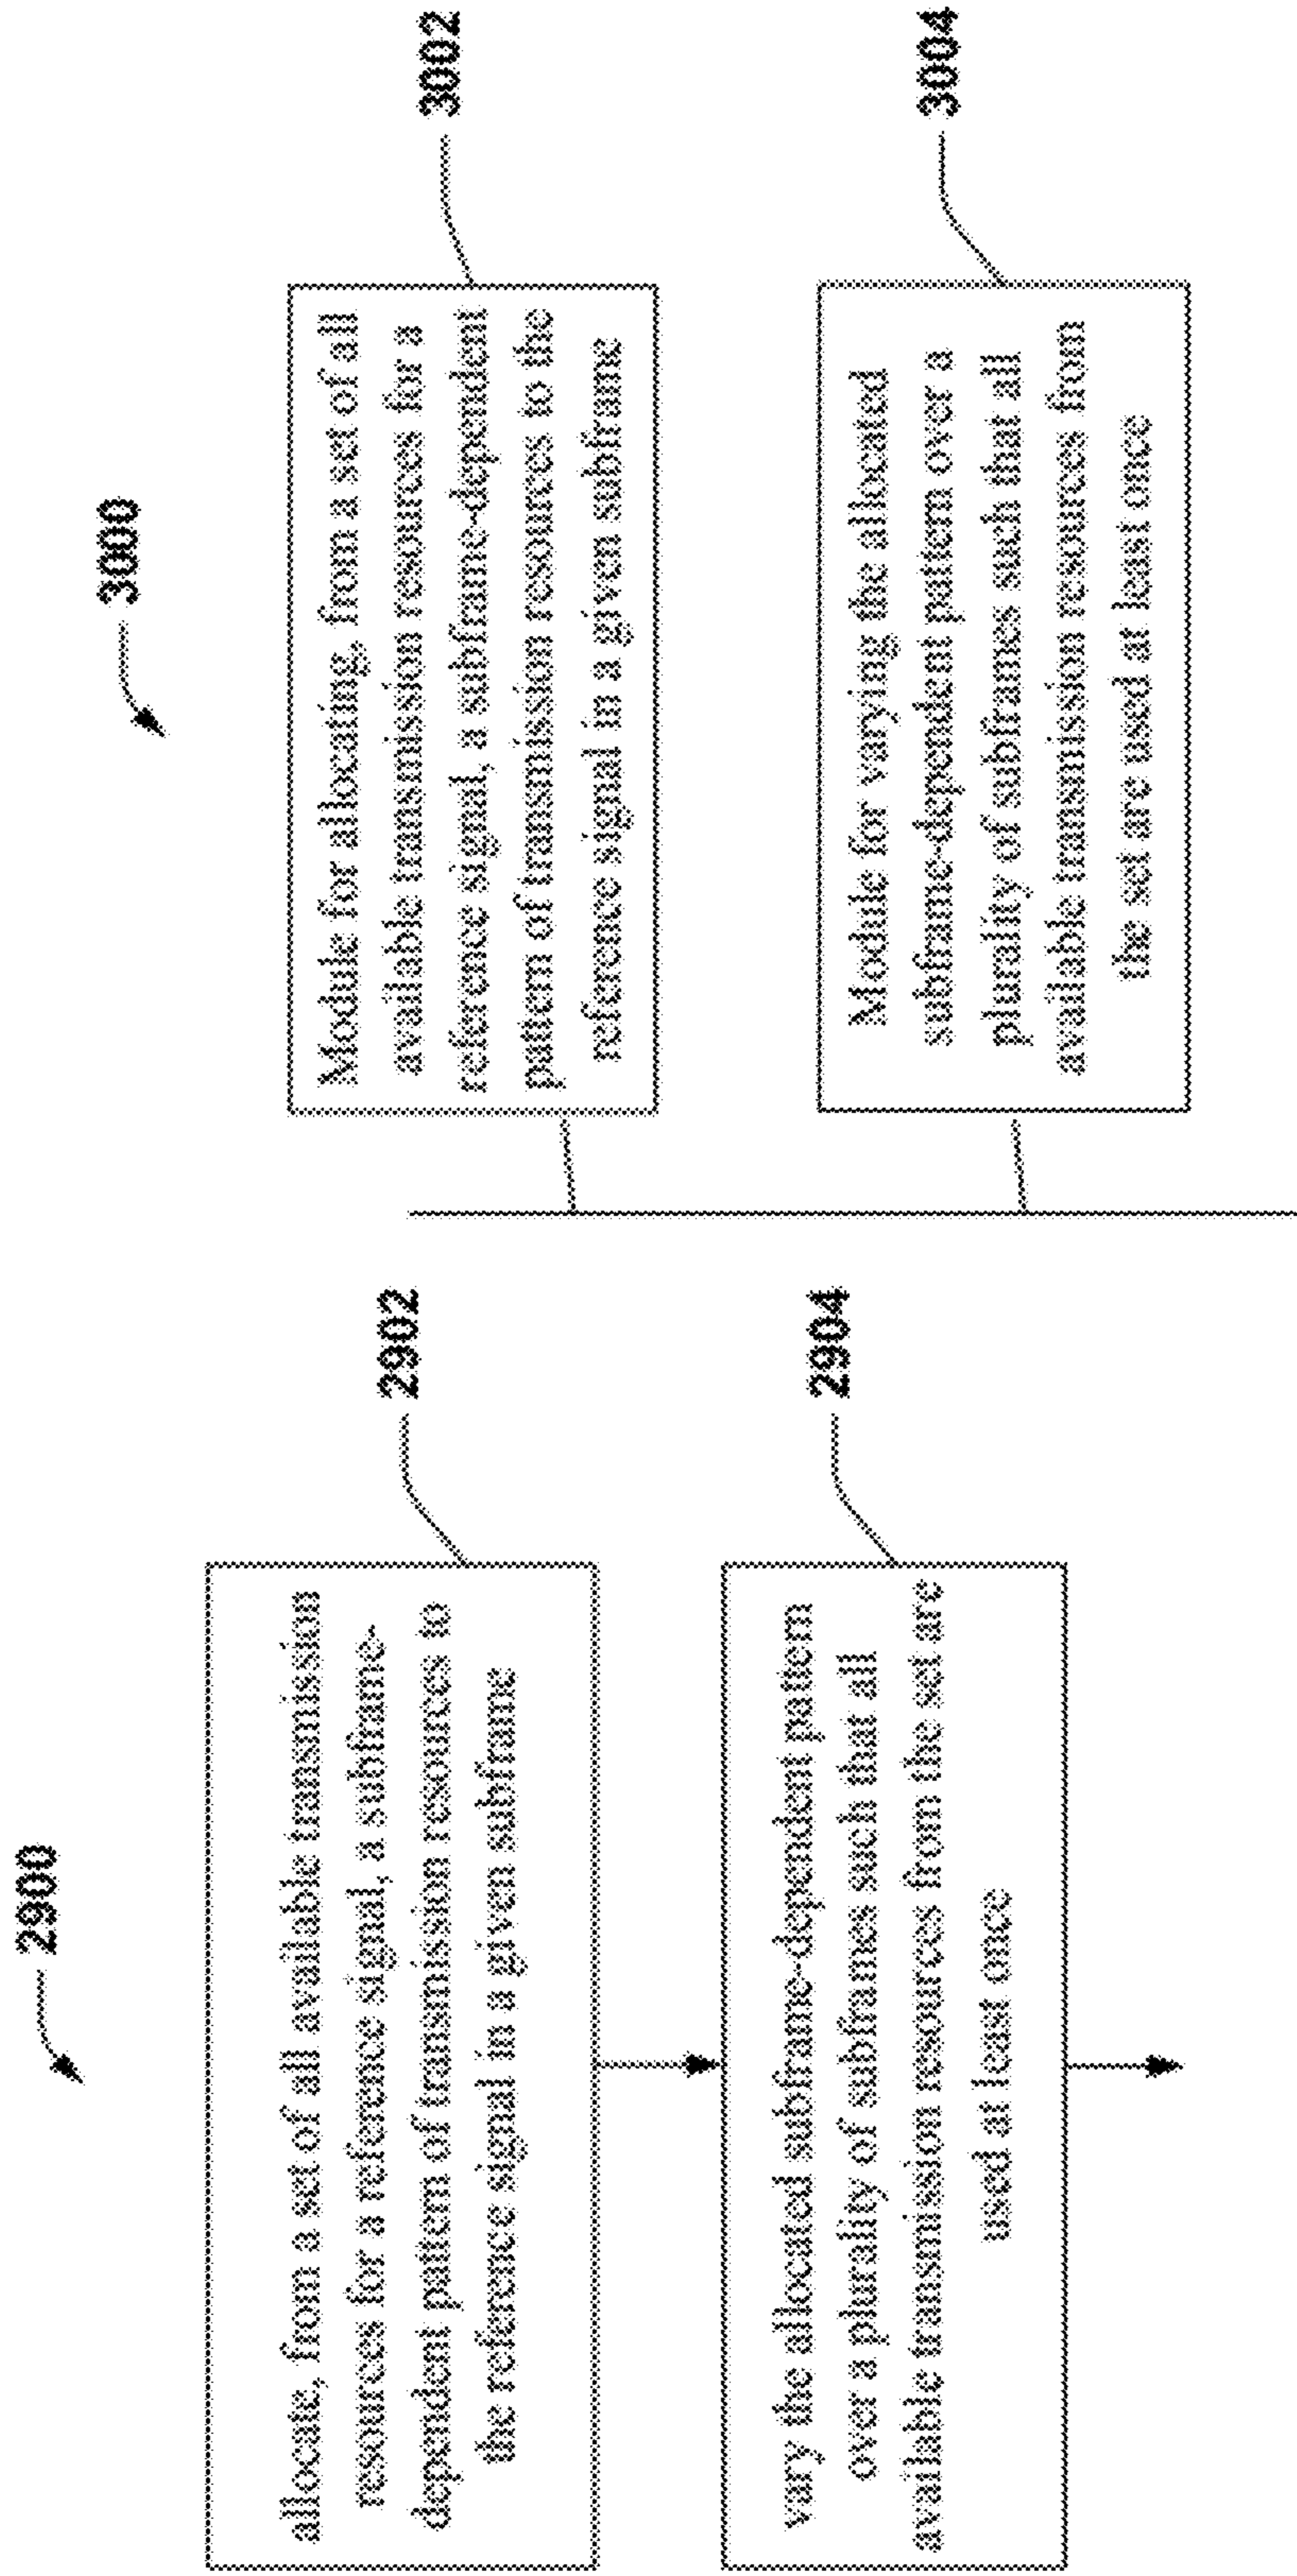 2900
allocate, from a set of all available transmission
resources for a reference signal, a subframe-
dependent pattern of transmission resources to
the reference signal in a given subframe
2902
vary the allocated subframe-dependent pattern
over a plurality of subframes such that all
available transmission resources from the set are
used at least once
2904
3000
Module for allocating, from a set of all
available transmission resources for a
reference signal, a subframe-dependent
pattern of transmission resources to the
reference signal in a given subframe
3002
Module for varying the allocated
subframe-dependent pattern over a
plurality of subframes such that all
available transmission resources from
the set are used at least once
3004